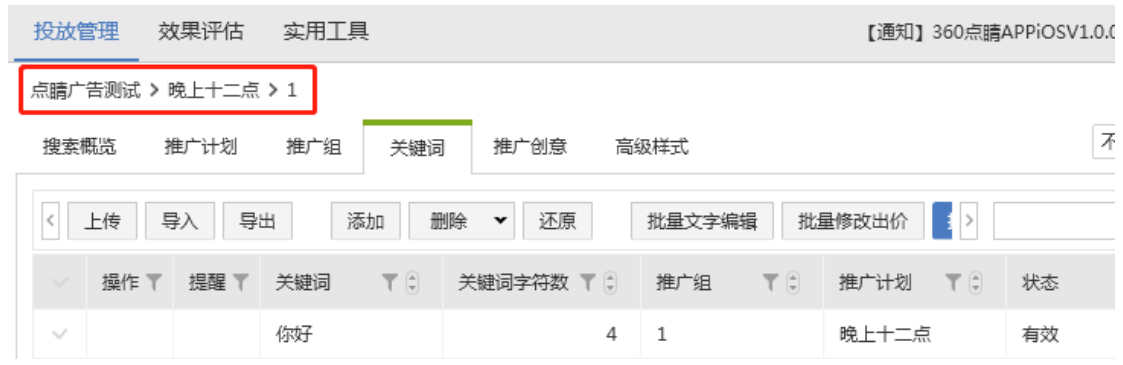 投放管理 效果评估 实用工具 【通知】360点睛APPiOSV1.0.0
点睛广告测试 > 晚上十二点 > 1
搜索概览 推广计划 推广组 关键词 推广创意 高级样式 不
< 上传 导入 导出 添加 删除 还原 批量文字编辑 批量修改出价 >
操作 提醒 关键词 关键词字符数 推广组 推广计划 状态
你好 4 1 晚上十二点 有效